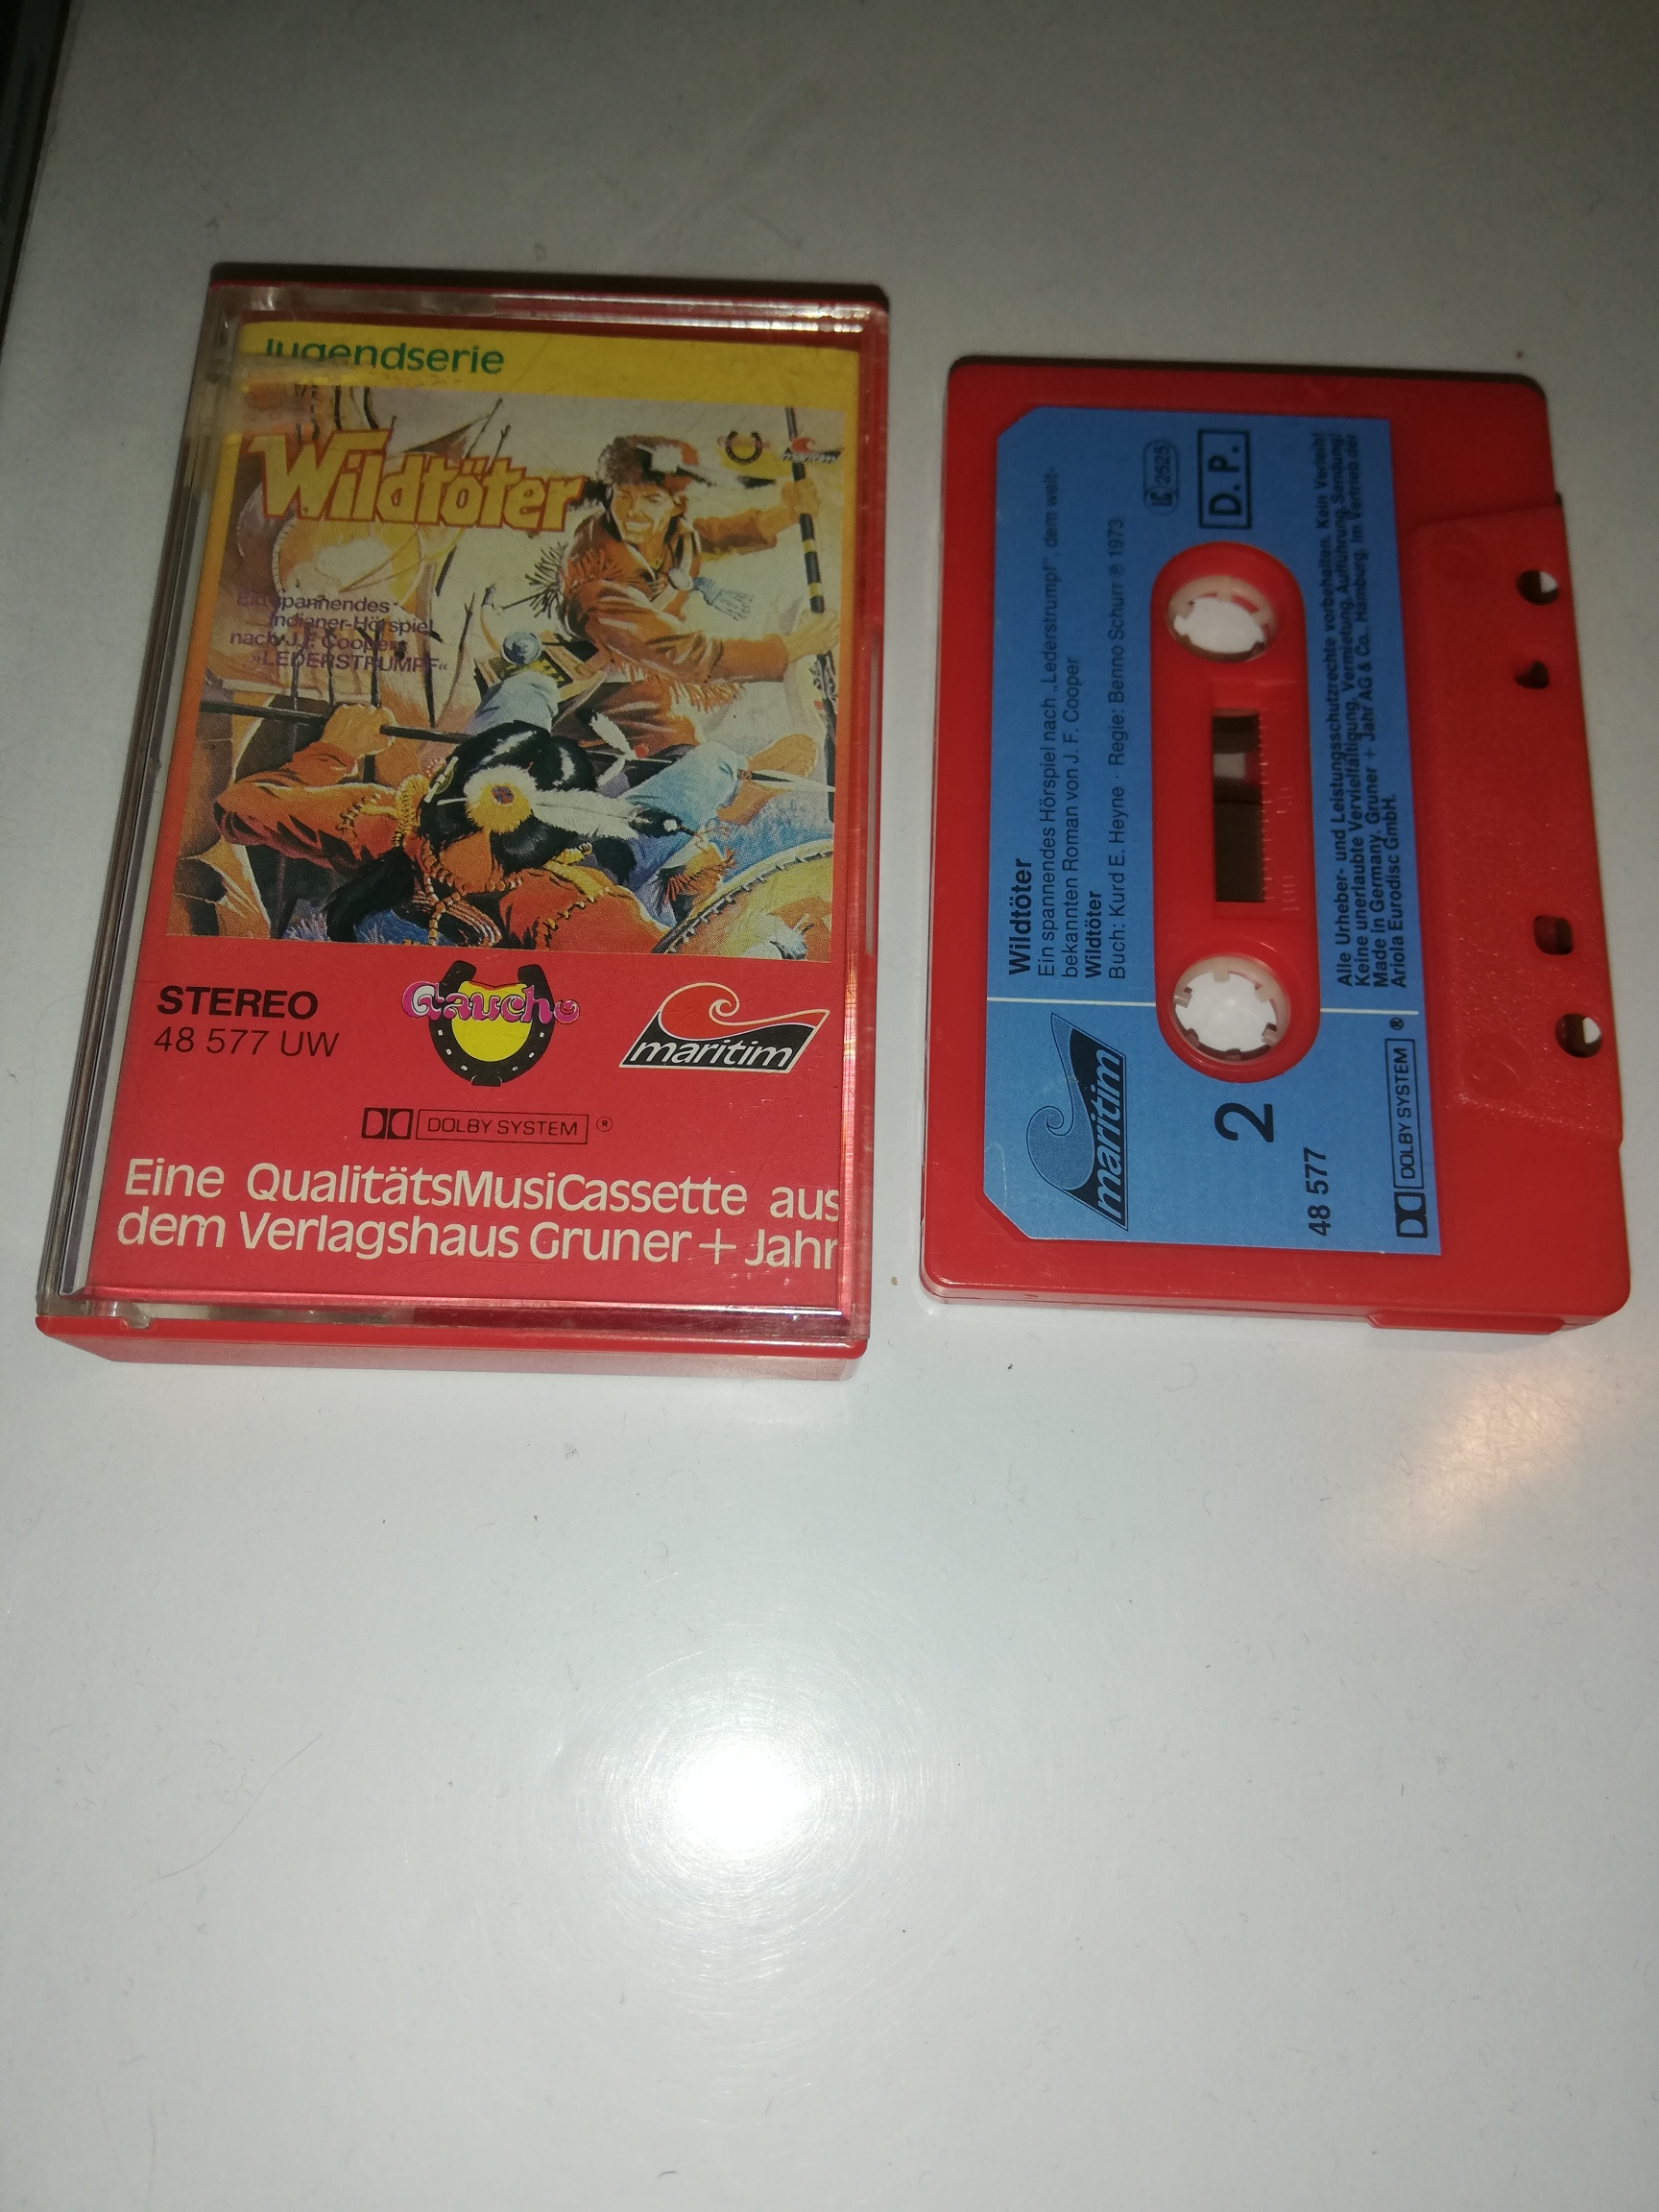 Jugendserie
Wildtöter
Ein spannendes
Indianer-Hörspiel
nach J.F. Coopers
»LEDERSTRUMPF«
STEREO
48 577 UW
Gaucho
maritim
DOLBY SYSTEM ®
Eine QualitätsMusiCassette aus
dem Verlagshaus Gruner + Jahr
Wildtöter
Ein spannendes Hörspiel nach „Lederstrumpf“, dem welt-
bekannten Roman von J. F. Cooper
Wildtöter
Buch: Kurd E. Heyne · Regie: Benno Schurr ℗ 1973
LC 2525
D. P.
maritim
2
48 577
DOLBY SYSTEM ®
Alle Urheber- und Leistungsschutzrechte vorbehalten. Kein Verleih!
Keine unerlaubte Vervielfältigung, Vermietung, Aufführung, Sendung!
Made in Germany. Gruner + Jahr AG & Co., Hamburg. Im Vertrieb der
Ariola Eurodisc GmbH.